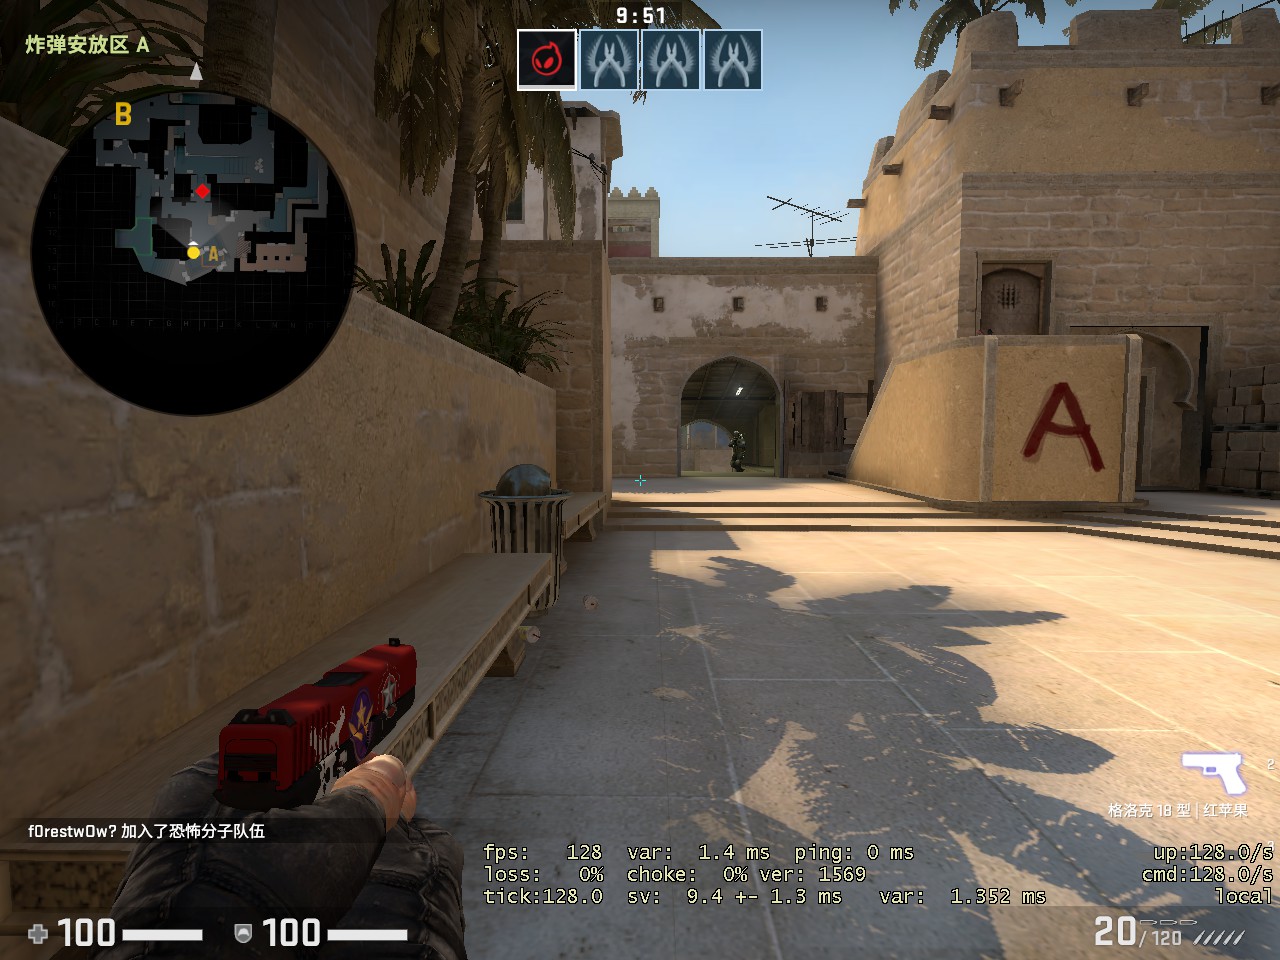 9:51
炸弹安放区 A
B
A
A
2
格洛克 18 型 | 红苹果
f0restw0w? 加入了恐怖分子队伍
fps: 128 var: 1.4 ms ping: 0 ms
up:128.0/s
loss: 0% choke: 0% ver: 1569
cmd:128.0/s
tick:128.0 sv: 9.4 +- 1.3 ms var: 1.352 ms
local
100
100
20/120